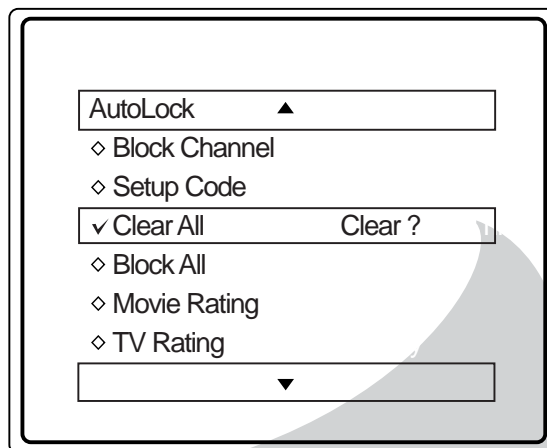 AutoLock
Block Channel
Setup Code
Clear All Clear ?
Block All
Movie Rating
TV Rating